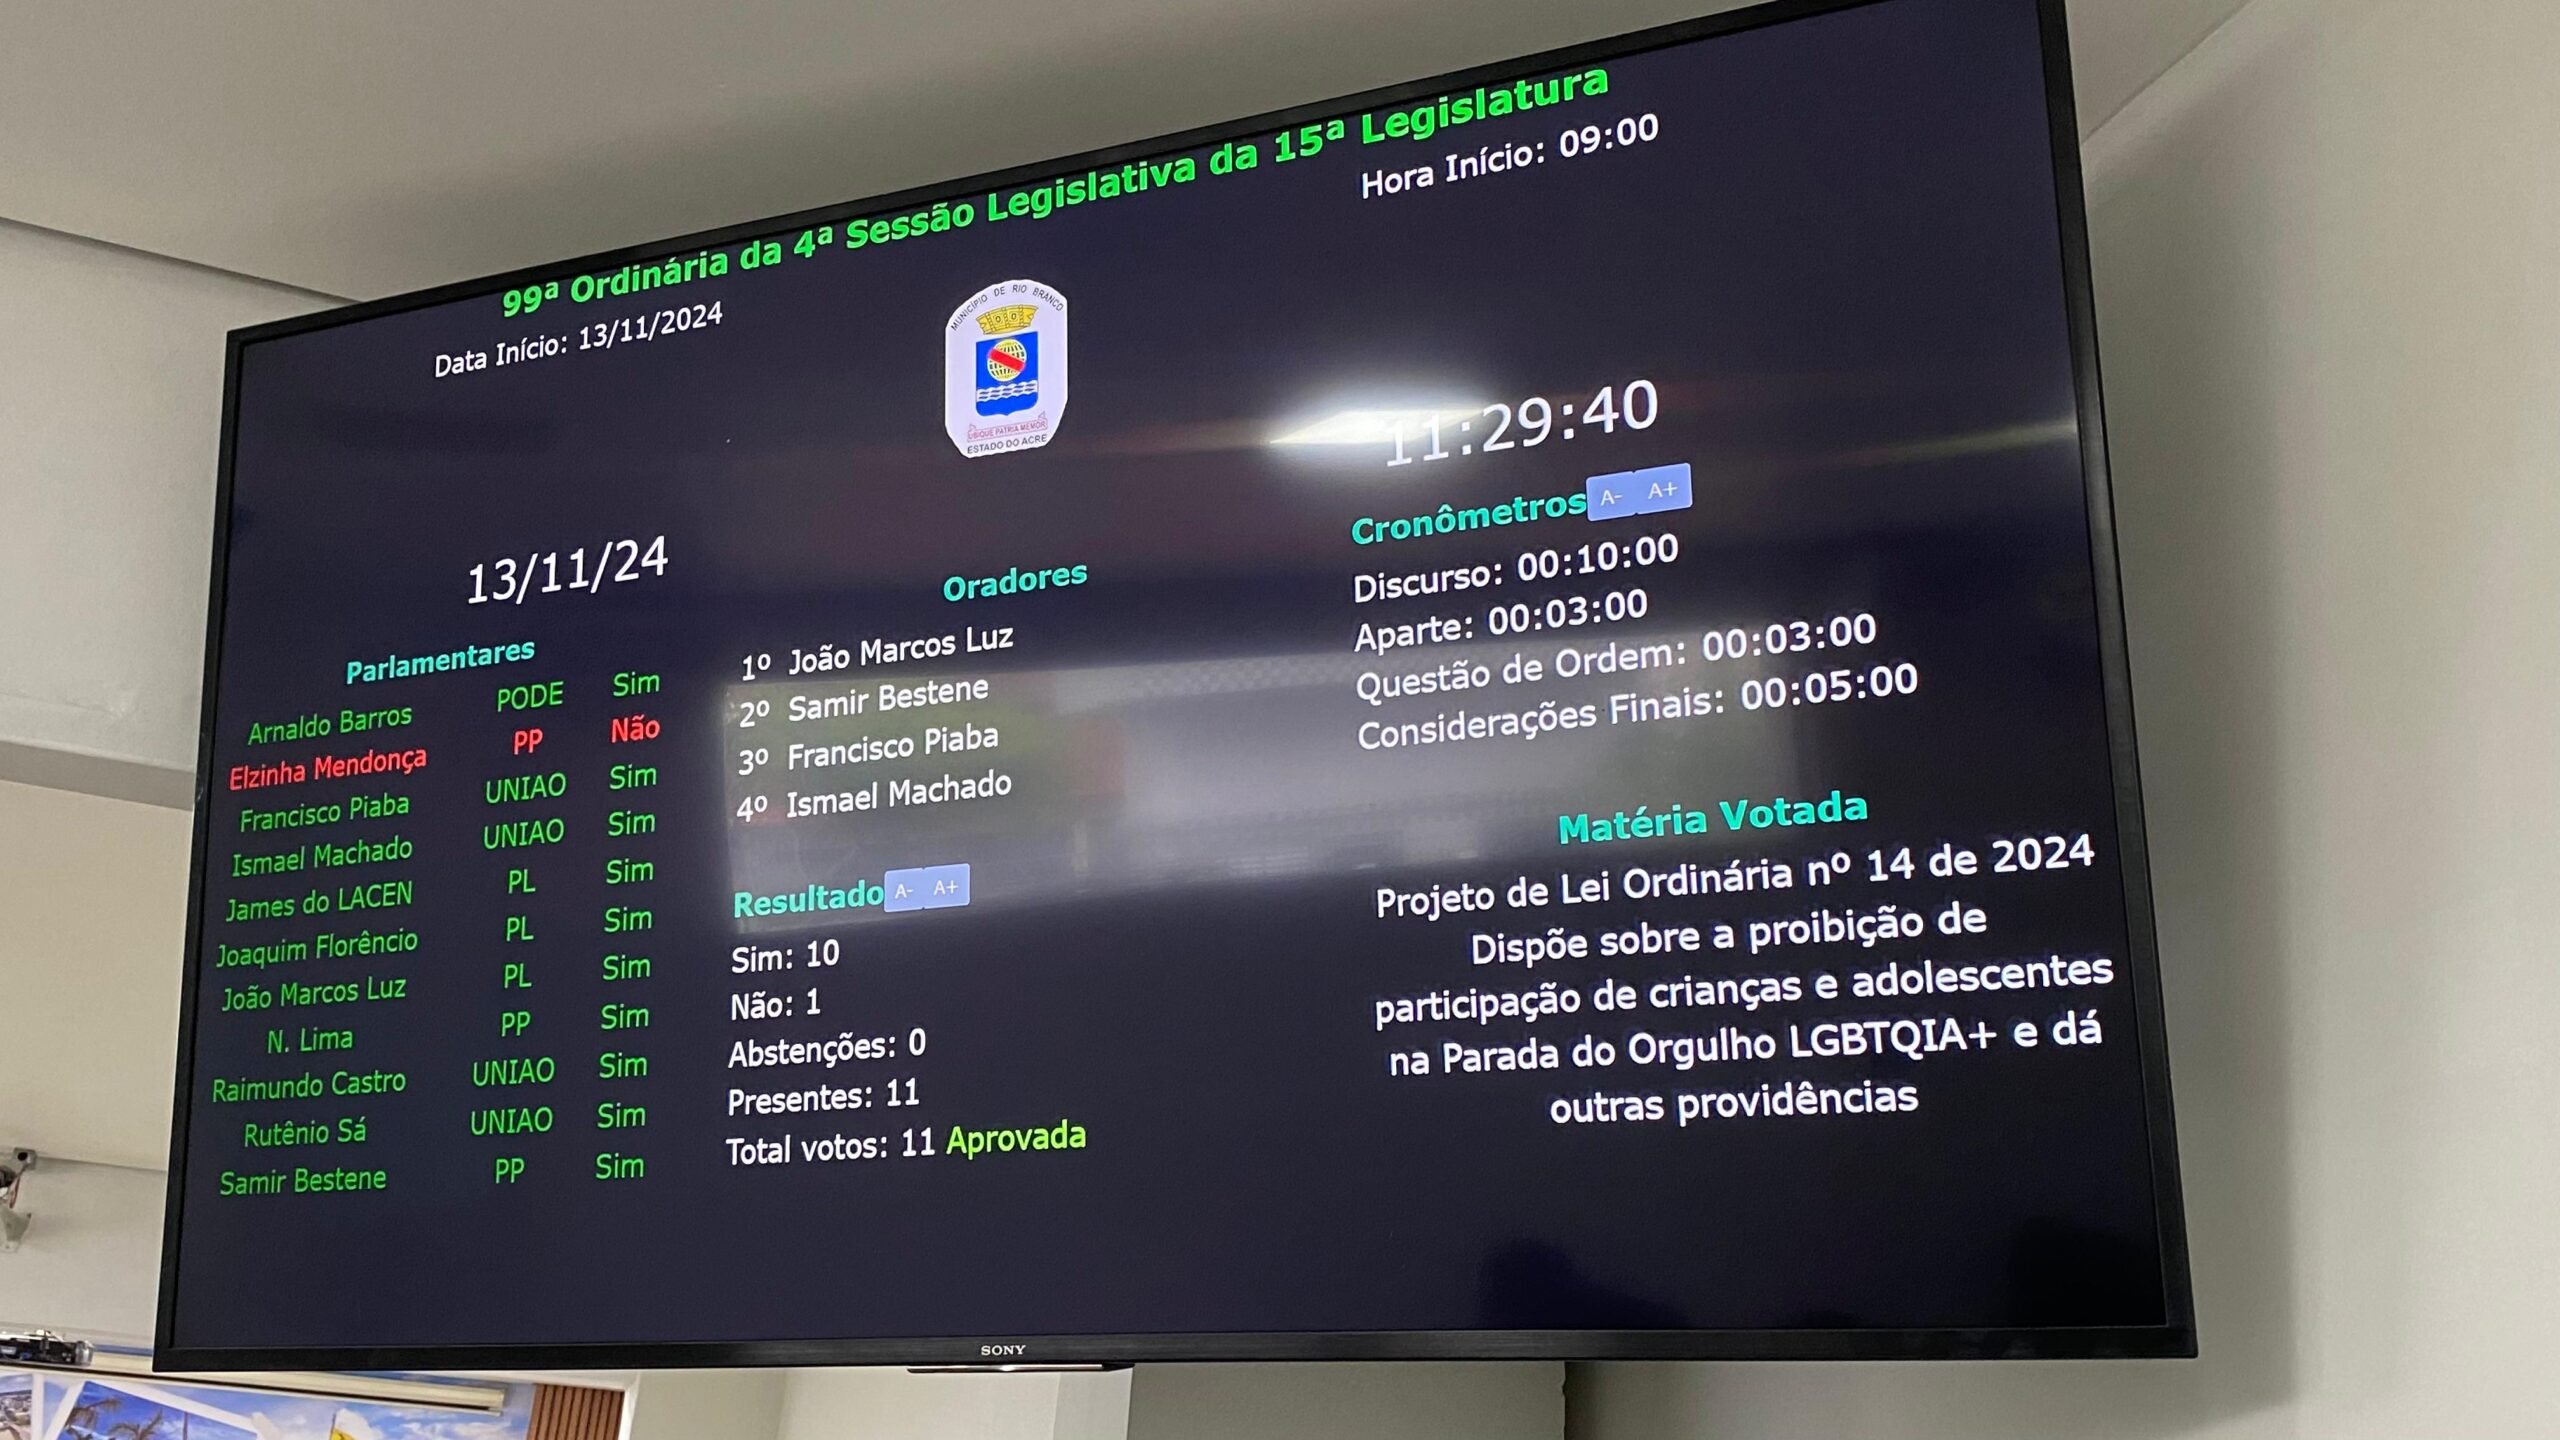 99ª Ordinária da 4ª Sessão Legislativa da 15ª Legislatura
Data Início: 13/11/2024
Hora Início: 09:00
MUNICÍPIO DE RIO BRANCO
UBIQUE PATRIA MEMOR
ESTADO DO ACRE
13/11/24
11:29:40
Parlamentares
Arnaldo Barros PODE Sim
Elzinha Mendonça PP Não
Francisco Piaba UNIAO Sim
Ismael Machado UNIAO Sim
James do LACEN PL Sim
Joaquim Florêncio PL Sim
João Marcos Luz PL Sim
N. Lima PP Sim
Raimundo Castro UNIAO Sim
Rutênio Sá UNIAO Sim
Samir Bestene PP Sim
Oradores
1º João Marcos Luz
2º Samir Bestene
3º Francisco Piaba
4º Ismael Machado
Resultado A- A+
Sim: 10
Não: 1
Abstenções: 0
Presentes: 11
Total votos: 11 Aprovada
Cronômetros A- A+
Discurso: 00:10:00
Aparte: 00:03:00
Questão de Ordem: 00:03:00
Considerações Finais: 00:05:00
Matéria Votada
Projeto de Lei Ordinária nº 14 de 2024
Dispõe sobre a proibição de
participação de crianças e adolescentes
na Parada do Orgulho LGBTQIA+ e dá
outras providências
SONY